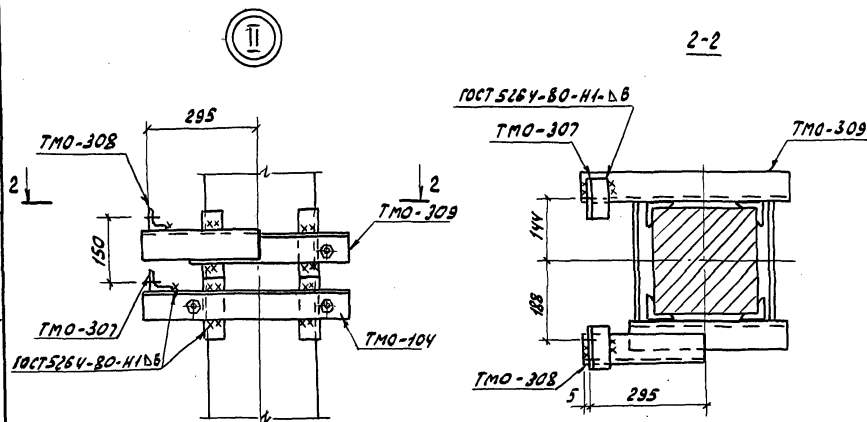 II
2-2
ГОСТ 5264-80-Н1-△6
295
ТМО-307
ТМО-309
ТМО-308
2
2
ТМО-309
144
150
188
ТМО-307
ТМО-104
ГОСТ 5264-80-Н1△6
ТМО-308
5
295